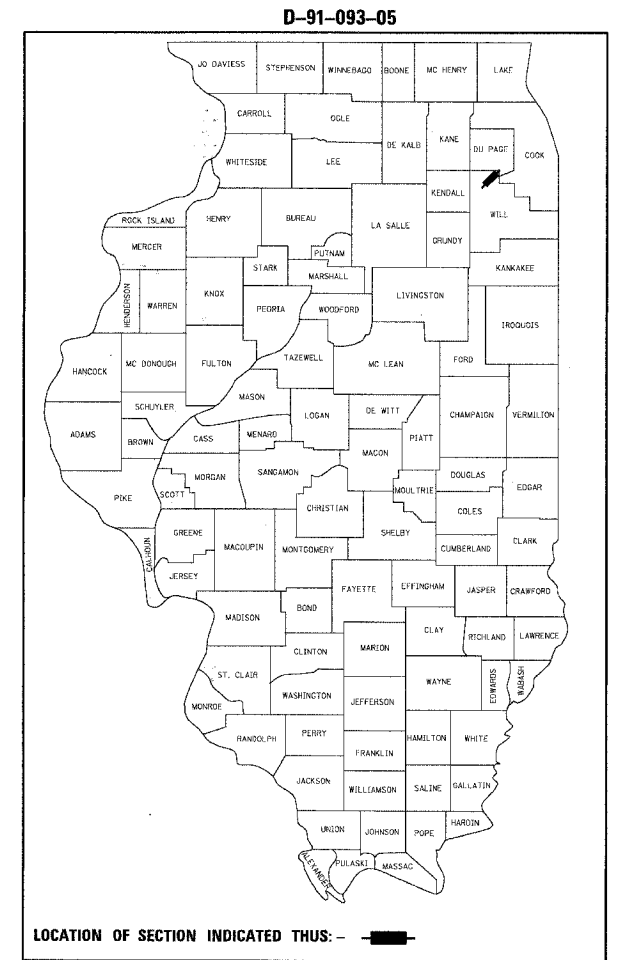 D-91-093-05
JO DAVIESS
STEPHENSON
WINNEBAGO
BOONE
MC HENRY
LAKE
CARROLL
OGLE
DE KALB
KANE
DU PAGE
COOK
WHITESIDE
LEE
KENDALL
WILL
ROCK ISLAND
HENRY
BUREAU
LA SALLE
GRUNDY
MERCER
PUTNAM
KANKAKEE
STARK
MARSHALL
HENDERSON
WARREN
KNOX
PEORIA
WOODFORD
LIVINGSTON
IROQUOIS
HANCOCK
MC DONOUGH
FULTON
TAZEWELL
MC LEAN
FORD
SCHUYLER
MASON
LOGAN
DE WITT
CHAMPAIGN
VERMILION
ADAMS
BROWN
CASS
MENARD
MACON
PIATT
PIKE
SCOTT
MORGAN
SANGAMON
CHRISTIAN
MOULTRIE
DOUGLAS
EDGAR
COLES
CALHOUN
GREENE
MACOUPIN
MONTGOMERY
SHELBY
CUMBERLAND
CLARK
JERSEY
FAYETTE
EFFINGHAM
JASPER
CRAWFORD
MADISON
BOND
CLAY
RICHLAND
LAWRENCE
CLINTON
MARION
ST. CLAIR
WAYNE
EDWARDS
WABASH
MONROE
WASHINGTON
JEFFERSON
RANDOLPH
PERRY
HAMILTON
WHITE
FRANKLIN
JACKSON
WILLIAMSON
SALINE
GALLATIN
UNION
JOHNSON
POPE
HARDIN
ALEXANDER
PULASKI
MASSAC
LOCATION OF SECTION INDICATED THUS: -